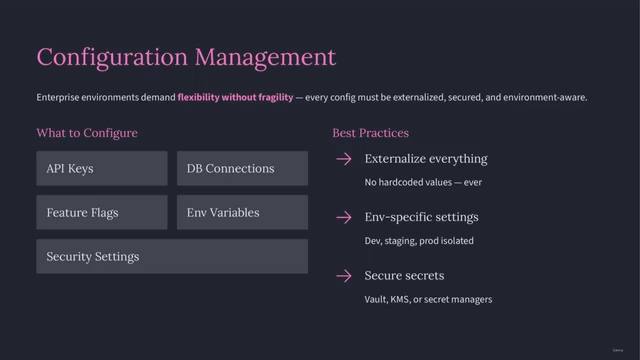 Configuration Management
Enterprise environments demand flexibility without fragility — every config must be externalized, secured, and environment-aware.
What to Configure
API Keys
DB Connections
Feature Flags
Env Variables
Security Settings
Best Practices
Externalize everything
No hardcoded values — ever
Env-specific settings
Dev, staging, prod isolated
Secure secrets
Vault, KMS, or secret managers